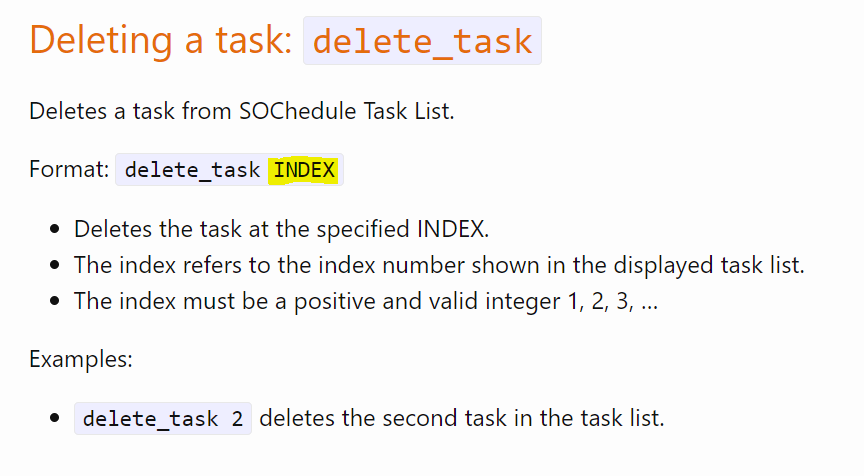 Deleting a task: delete_task
Deletes a task from SOChedule Task List.
Format: delete_task INDEX
• Deletes the task at the specified INDEX.
• The index refers to the index number shown in the displayed task list.
• The index must be a positive and valid integer 1, 2, 3, …
Examples:
• delete_task 2 deletes the second task in the task list.